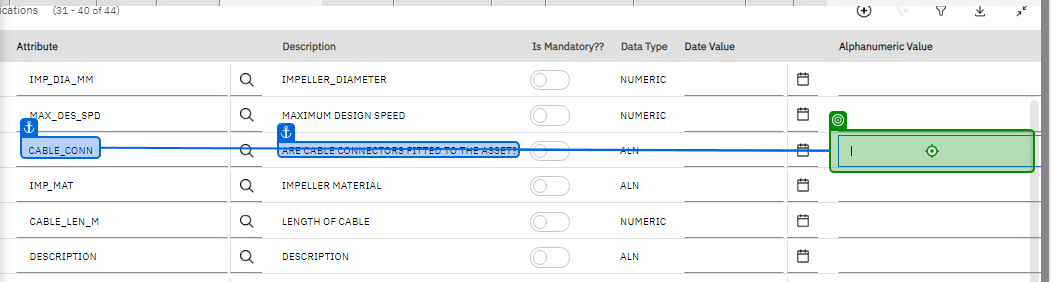 ications (31 - 40 of 44)
Attribute Description Is Mandatory?? Data Type Date Value Alphanumeric Value
IMP_DIA_MM IMPELLER_DIAMETER NUMERIC
MAX_DES_SPD MAXIMUM DESIGN SPEED NUMERIC
CABLE_CONN ARE CABLE CONNECTORS FITTED TO THE ASSET? ALN
IMP_MAT IMPELLER MATERIAL ALN
CABLE_LEN_M LENGTH OF CABLE NUMERIC
DESCRIPTION DESCRIPTION ALN